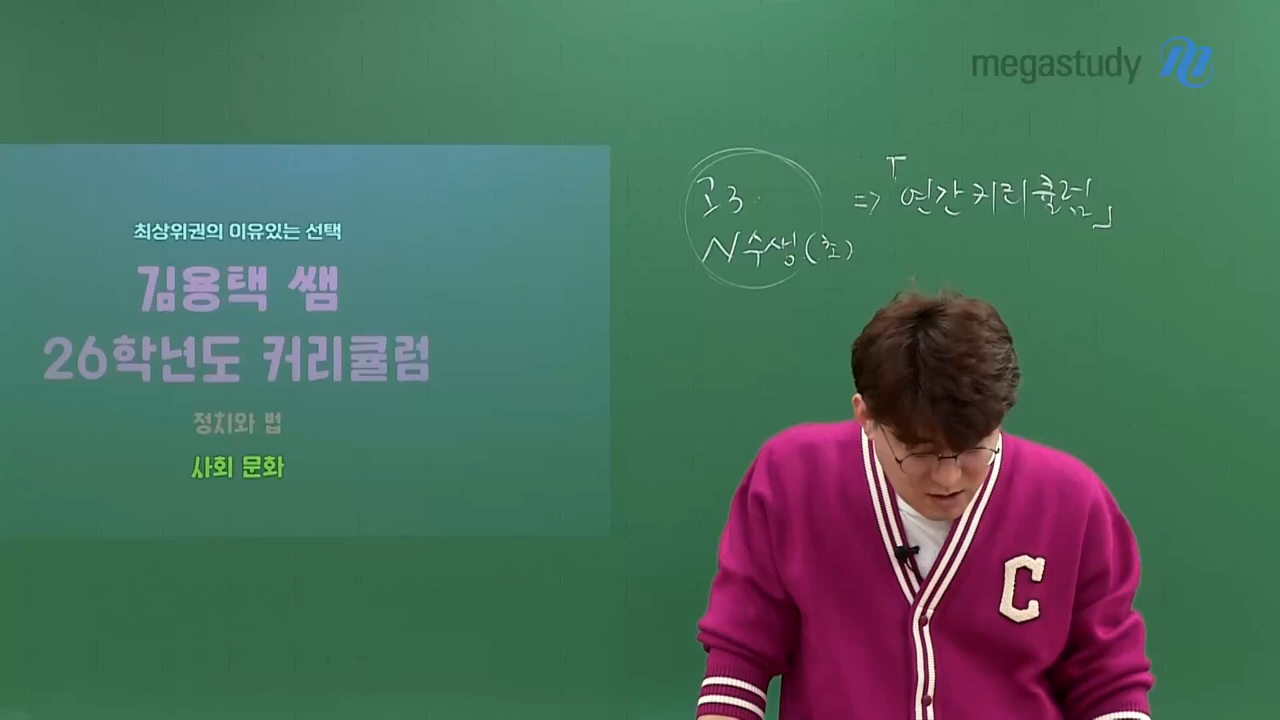 megastudy
최상위권의 이유있는 선택
김용택 쌤
26학년도 커리큘럼
정치와 법
사회 문화
고3.
N수생(초)
=> 「연간커리큘럼」
C